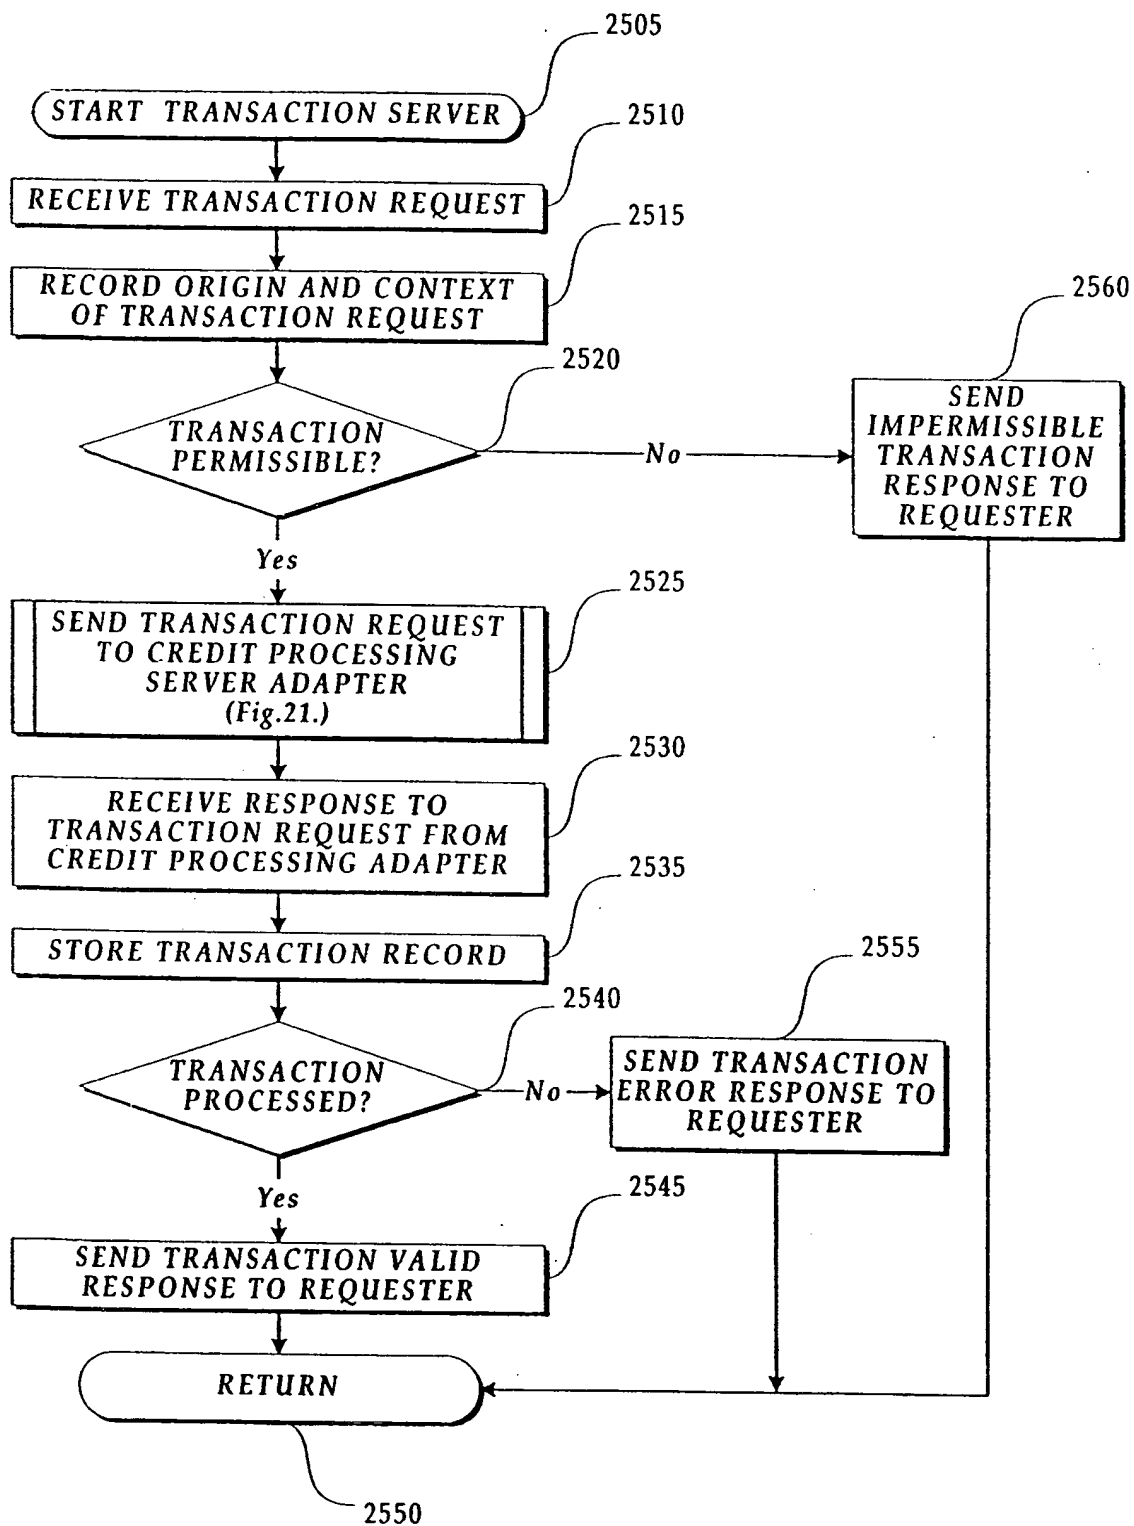 2505
START TRANSACTION SERVER
2510
RECEIVE TRANSACTION REQUEST
2515
RECORD ORIGIN AND CONTEXT
OF TRANSACTION REQUEST
2560
2520
SEND
IMPERMISSIBLE
TRANSACTION
RESPONSE TO
REQUESTER
TRANSACTION
PERMISSIBLE?
No
Yes
2525
SEND TRANSACTION REQUEST
TO CREDIT PROCESSING
SERVER ADAPTER
(Fig.21.)
2530
RECEIVE RESPONSE TO
TRANSACTION REQUEST FROM
CREDIT PROCESSING ADAPTER
2535
STORE TRANSACTION RECORD
2555
2540
SEND TRANSACTION
ERROR RESPONSE TO
REQUESTER
TRANSACTION
PROCESSED?
No
Yes
2545
SEND TRANSACTION VALID
RESPONSE TO REQUESTER
RETURN
2550